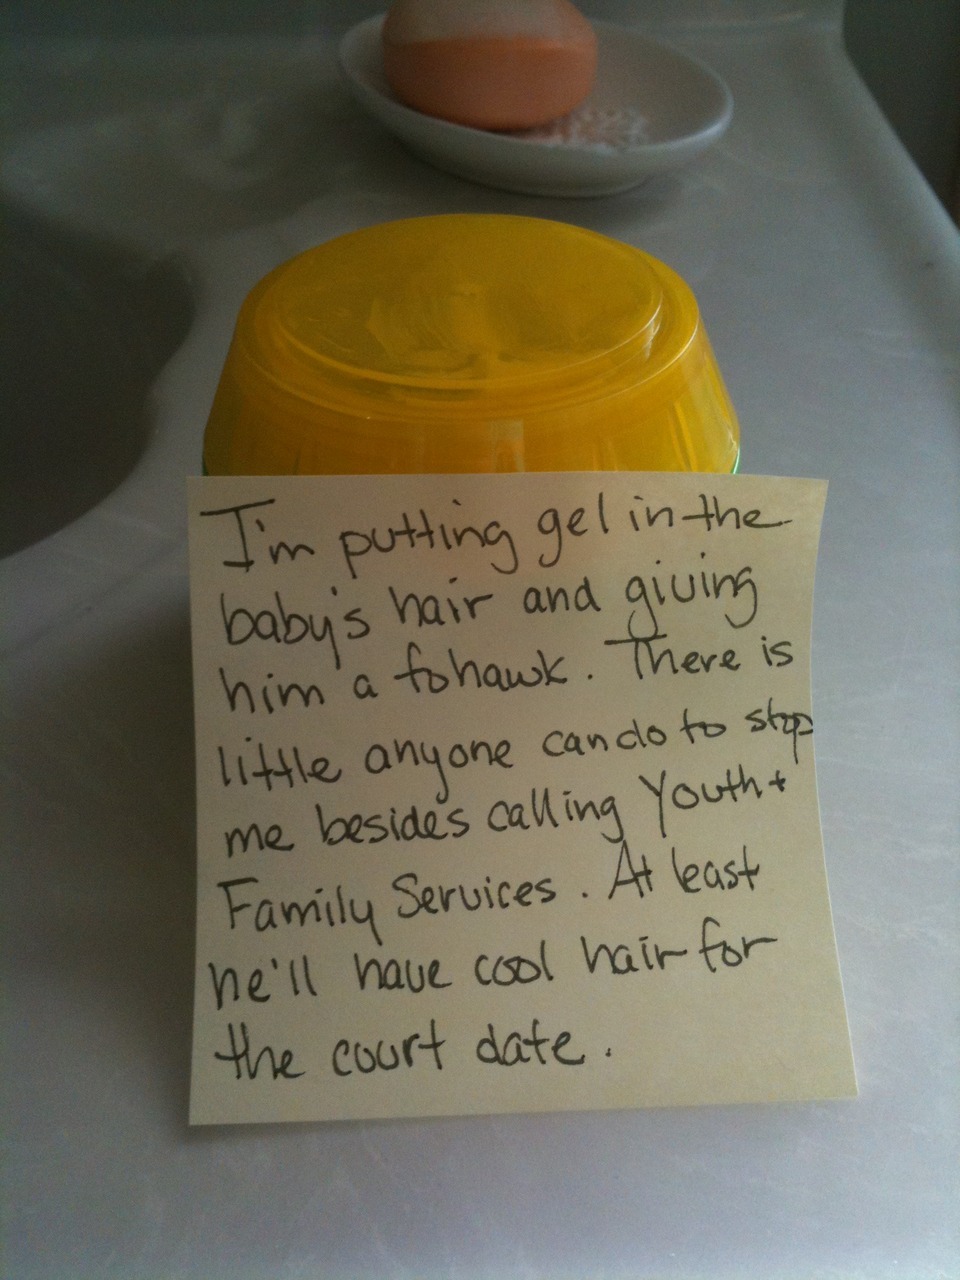 I'm putting gel in the
baby's hair and giving
him a fohawk. There is
little anyone can do to stop
me besides calling Youth +
Family Services. At least
he'll have cool hair for
the court date.